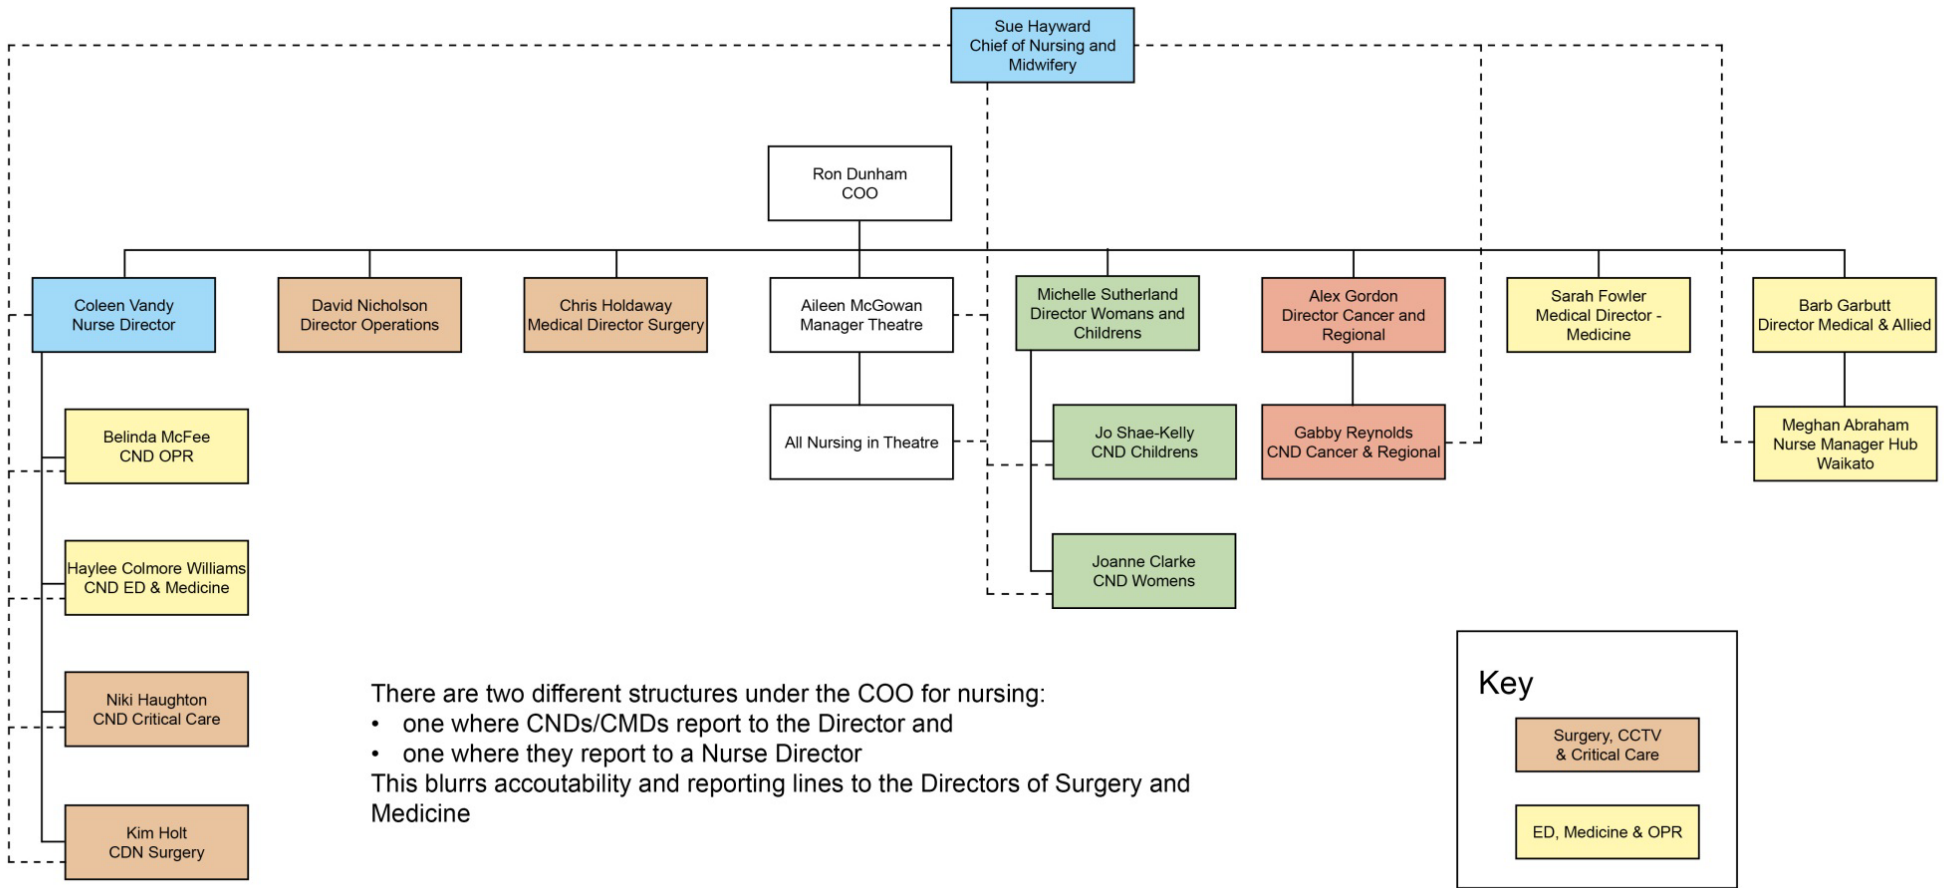 Sue Hayward
Chief of Nursing and
Midwifery
Ron Dunham
COO
Coleen Vandy
Nurse Director
David Nicholson
Director Operations
Chris Holdaway
Medical Director Surgery
Aileen McGowan
Manager Theatre
Michelle Sutherland
Director Womans and
Childrens
Alex Gordon
Director Cancer and
Regional
Sarah Fowler
Medical Director -
Medicine
Barb Garbutt
Director Medical & Allied
Belinda McFee
CND OPR
All Nursing in Theatre
Jo Shae-Kelly
CND Childrens
Gabby Reynolds
CND Cancer & Regional
Meghan Abraham
Nurse Manager Hub
Waikato
Haylee Colmore Williams
CND ED & Medicine
Joanne Clarke
CND Womens
Niki Haughton
CND Critical Care
Kim Holt
CDN Surgery
There are two different structures under the COO for nursing:
• one where CNDs/CMDs report to the Director and
• one where they report to a Nurse Director
This blurrs accoutability and reporting lines to the Directors of Surgery and
Medicine
Key
Surgery, CCTV
& Critical Care
ED, Medicine & OPR